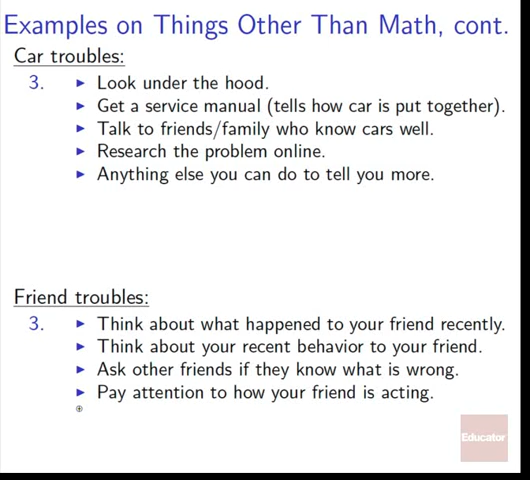 Examples on Things Other Than Math, cont.
Car troubles:
3. ▶ Look under the hood.
▶ Get a service manual (tells how car is put together).
▶ Talk to friends/family who know cars well.
▶ Research the problem online.
▶ Anything else you can do to tell you more.
Friend troubles:
3. ▶ Think about what happened to your friend recently.
▶ Think about your recent behavior to your friend.
▶ Ask other friends if they know what is wrong.
▶ Pay attention to how your friend is acting.
Educator